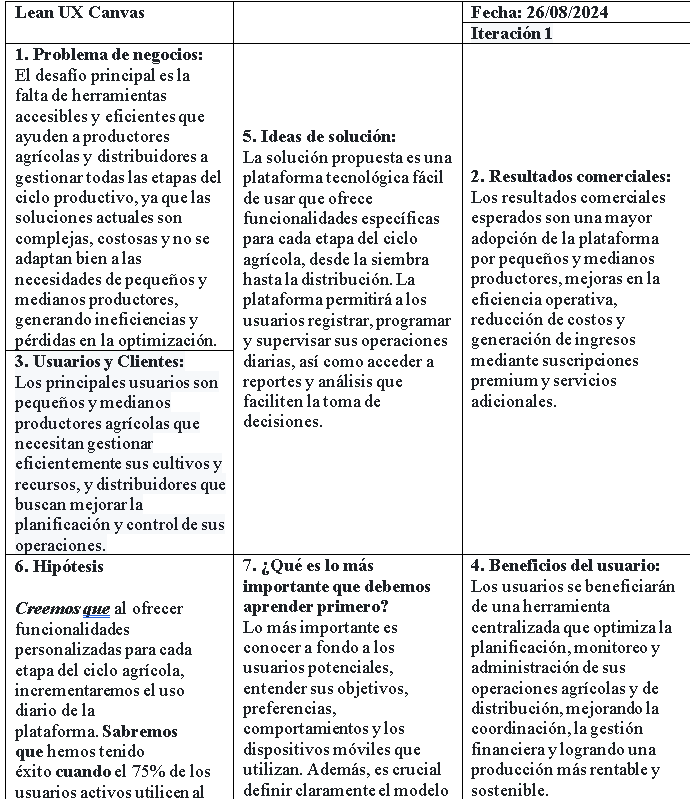 Lean UX Canvas
Fecha: 26/08/2024
Iteración 1
1. Problema de negocios:
El desafío principal es la
falta de herramientas
accesibles y eficientes que
ayuden a productores
agrícolas y distribuidores a
gestionar todas las etapas del
ciclo productivo, ya que las
soluciones actuales son
complejas, costosas y no se
adaptan bien a las
necesidades de pequeños y
medianos productores,
generando ineficiencias y
pérdidas en la optimización.
5. Ideas de solución:
La solución propuesta es una
plataforma tecnológica fácil
de usar que ofrece
funcionalidades específicas
para cada etapa del ciclo
agrícola, desde la siembra
hasta la distribución. La
plataforma permitirá a los
usuarios registrar, programar
y supervisar sus operaciones
diarias, así como acceder a
reportes y análisis que
faciliten la toma de
decisiones.
2. Resultados comerciales:
Los resultados comerciales
esperados son una mayor
adopción de la plataforma
por pequeños y medianos
productores, mejoras en la
eficiencia operativa,
reducción de costos y
generación de ingresos
mediante suscripciones
premium y servicios
adicionales.
3. Usuarios y Clientes:
Los principales usuarios son
pequeños y medianos
productores agrícolas que
necesitan gestionar
eficientemente sus cultivos y
recursos, y distribuidores que
buscan mejorar la
planificación y control de sus
operaciones.
6. Hipótesis
Creemos que al ofrecer
funcionalidades
personalizadas para cada
etapa del ciclo agrícola,
incrementaremos el uso
diario de la
plataforma. Sabremos
que hemos tenido
éxito cuando el 75% de los
usuarios activos utilicen al
7. ¿Qué es lo más
importante que debemos
aprender primero?
Lo más importante es
conocer a fondo a los
usuarios potenciales,
entender sus objetivos,
preferencias,
comportamientos y los
dispositivos móviles que
utilizan. Además, es crucial
definir claramente el modelo
4. Beneficios del usuario:
Los usuarios se beneficiarán
de una herramienta
centralizada que optimiza la
planificación, monitoreo y
administración de sus
operaciones agrícolas y de
distribución, mejorando la
coordinación, la gestión
financiera y logrando una
producción más rentable y
sostenible.